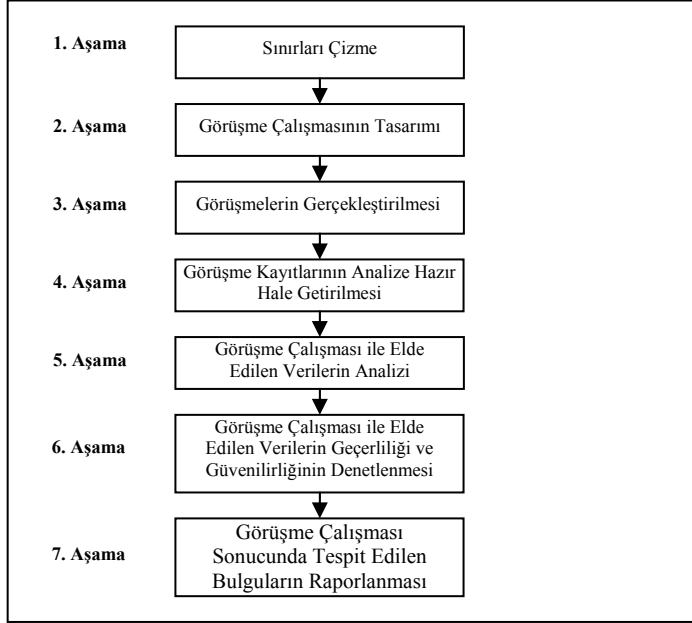 1. Aşama
Sınırları Çizme
2. Aşama
Görüşme Çalışmasının Tasarımı
3. Aşama
Görüşmelerin Gerçekleştirilmesi
4. Aşama
Görüşme Kayıtlarının Analize Hazır
Hale Getirilmesi
5. Aşama
Görüşme Çalışması ile Elde
Edilen Verilerin Analizi
6. Aşama
Görüşme Çalışması ile Elde
Edilen Verilerin Geçerliliği ve
Güvenilirliğinin Denetlenmesi
7. Aşama
Görüşme Çalışması
Sonucunda Tespit Edilen
Bulguların Raporlanması